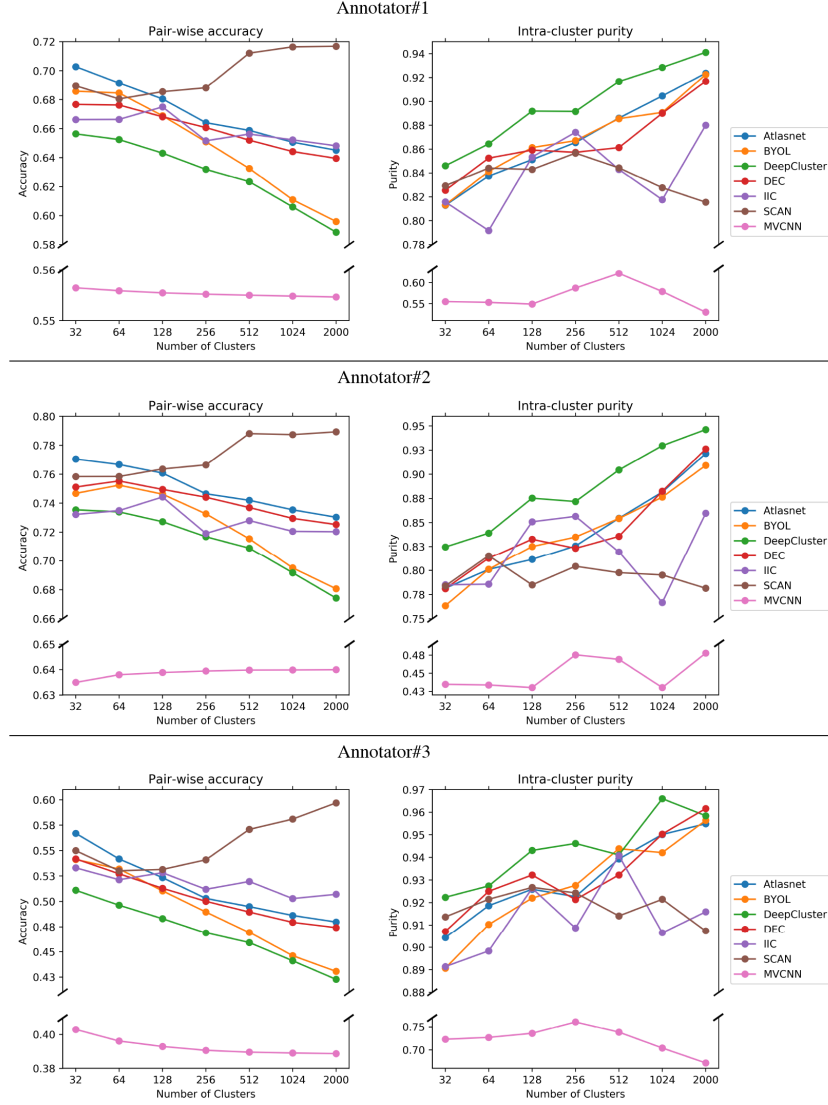 Annotator#1
Pair-wise accuracy
Accuracy
0.72
0.70
0.68
0.66
0.64
0.62
0.60
0.58
0.56
0.55
32 64 128 256 512 1024 2000
Number of Clusters
Intra-cluster purity
Purity
0.94
0.92
0.90
0.88
0.86
0.84
0.82
0.80
0.78
0.60
0.55
32 64 128 256 512 1024 2000
Number of Clusters
Atlasnet
BYOL
DeepCluster
DEC
IIC
SCAN
MVCNN
Annotator#2
Pair-wise accuracy
Accuracy
0.80
0.78
0.76
0.74
0.72
0.70
0.68
0.66
0.65
0.64
0.63
32 64 128 256 512 1024 2000
Number of Clusters
Intra-cluster purity
Purity
0.95
0.93
0.90
0.88
0.85
0.83
0.80
0.78
0.75
0.48
0.45
0.43
32 64 128 256 512 1024 2000
Number of Clusters
Atlasnet
BYOL
DeepCluster
DEC
IIC
SCAN
MVCNN
Annotator#3
Pair-wise accuracy
Accuracy
0.60
0.58
0.55
0.53
0.50
0.48
0.45
0.43
0.40
0.38
32 64 128 256 512 1024 2000
Number of Clusters
Intra-cluster purity
Purity
0.97
0.96
0.95
0.94
0.93
0.92
0.91
0.90
0.89
0.88
0.75
0.70
32 64 128 256 512 1024 2000
Number of Clusters
Atlasnet
BYOL
DeepCluster
DEC
IIC
SCAN
MVCNN